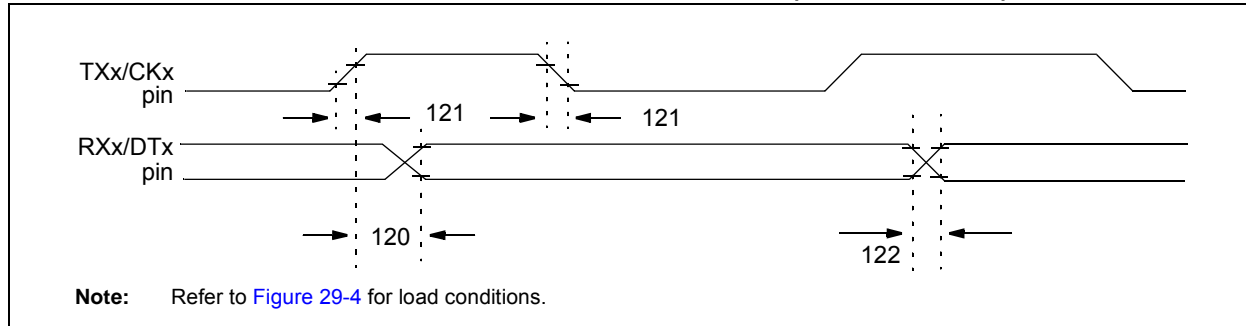 TXx/CKx
pin
121
121
RXx/DTx
pin
120
122
Note: Refer to Figure 29-4 for load conditions.